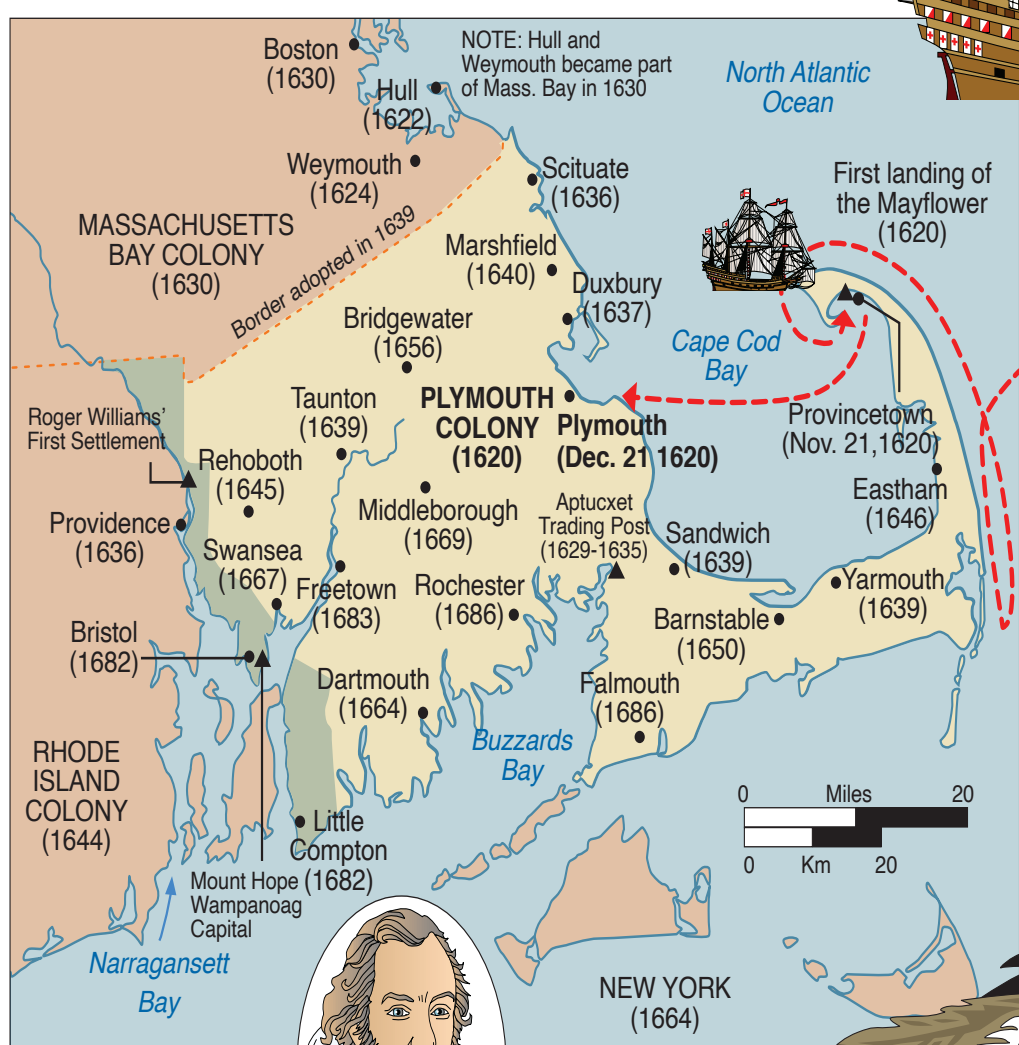 Boston
(1630)
NOTE: Hull and
Weymouth became part
of Mass. Bay in 1630
North Atlantic
Ocean
Hull
(1622)
Weymouth
(1624)
Scituate
(1636)
First landing of
the Mayflower
(1620)
MASSACHUSETTS
BAY COLONY
(1630)
Border adopted in 1639
Marshfield
(1640)
Duxbury
(1637)
Bridgewater
(1656)
Cape Cod
Bay
Roger Williams'
First Settlement
Taunton
(1639)
PLYMOUTH
COLONY
(1620)
Plymouth
(Dec. 21 1620)
Provincetown
(Nov. 21,1620)
Rehoboth
(1645)
Eastham
(1646)
Providence
(1636)
Middleborough
(1669)
Aptucxet
Trading Post
(1629-1635)
Sandwich
(1639)
Swansea
(1667)
Freetown
(1683)
Rochester
(1686)
Yarmouth
(1639)
Barnstable
(1650)
Bristol
(1682)
Dartmouth
(1664)
Falmouth
(1686)
Buzzards
Bay
RHODE
ISLAND
COLONY
(1644)
0 Miles 20
0 Km 20
Little
Compton
(1682)
Mount Hope
Wampanoag
Capital
Narragansett
Bay
NEW YORK
(1664)